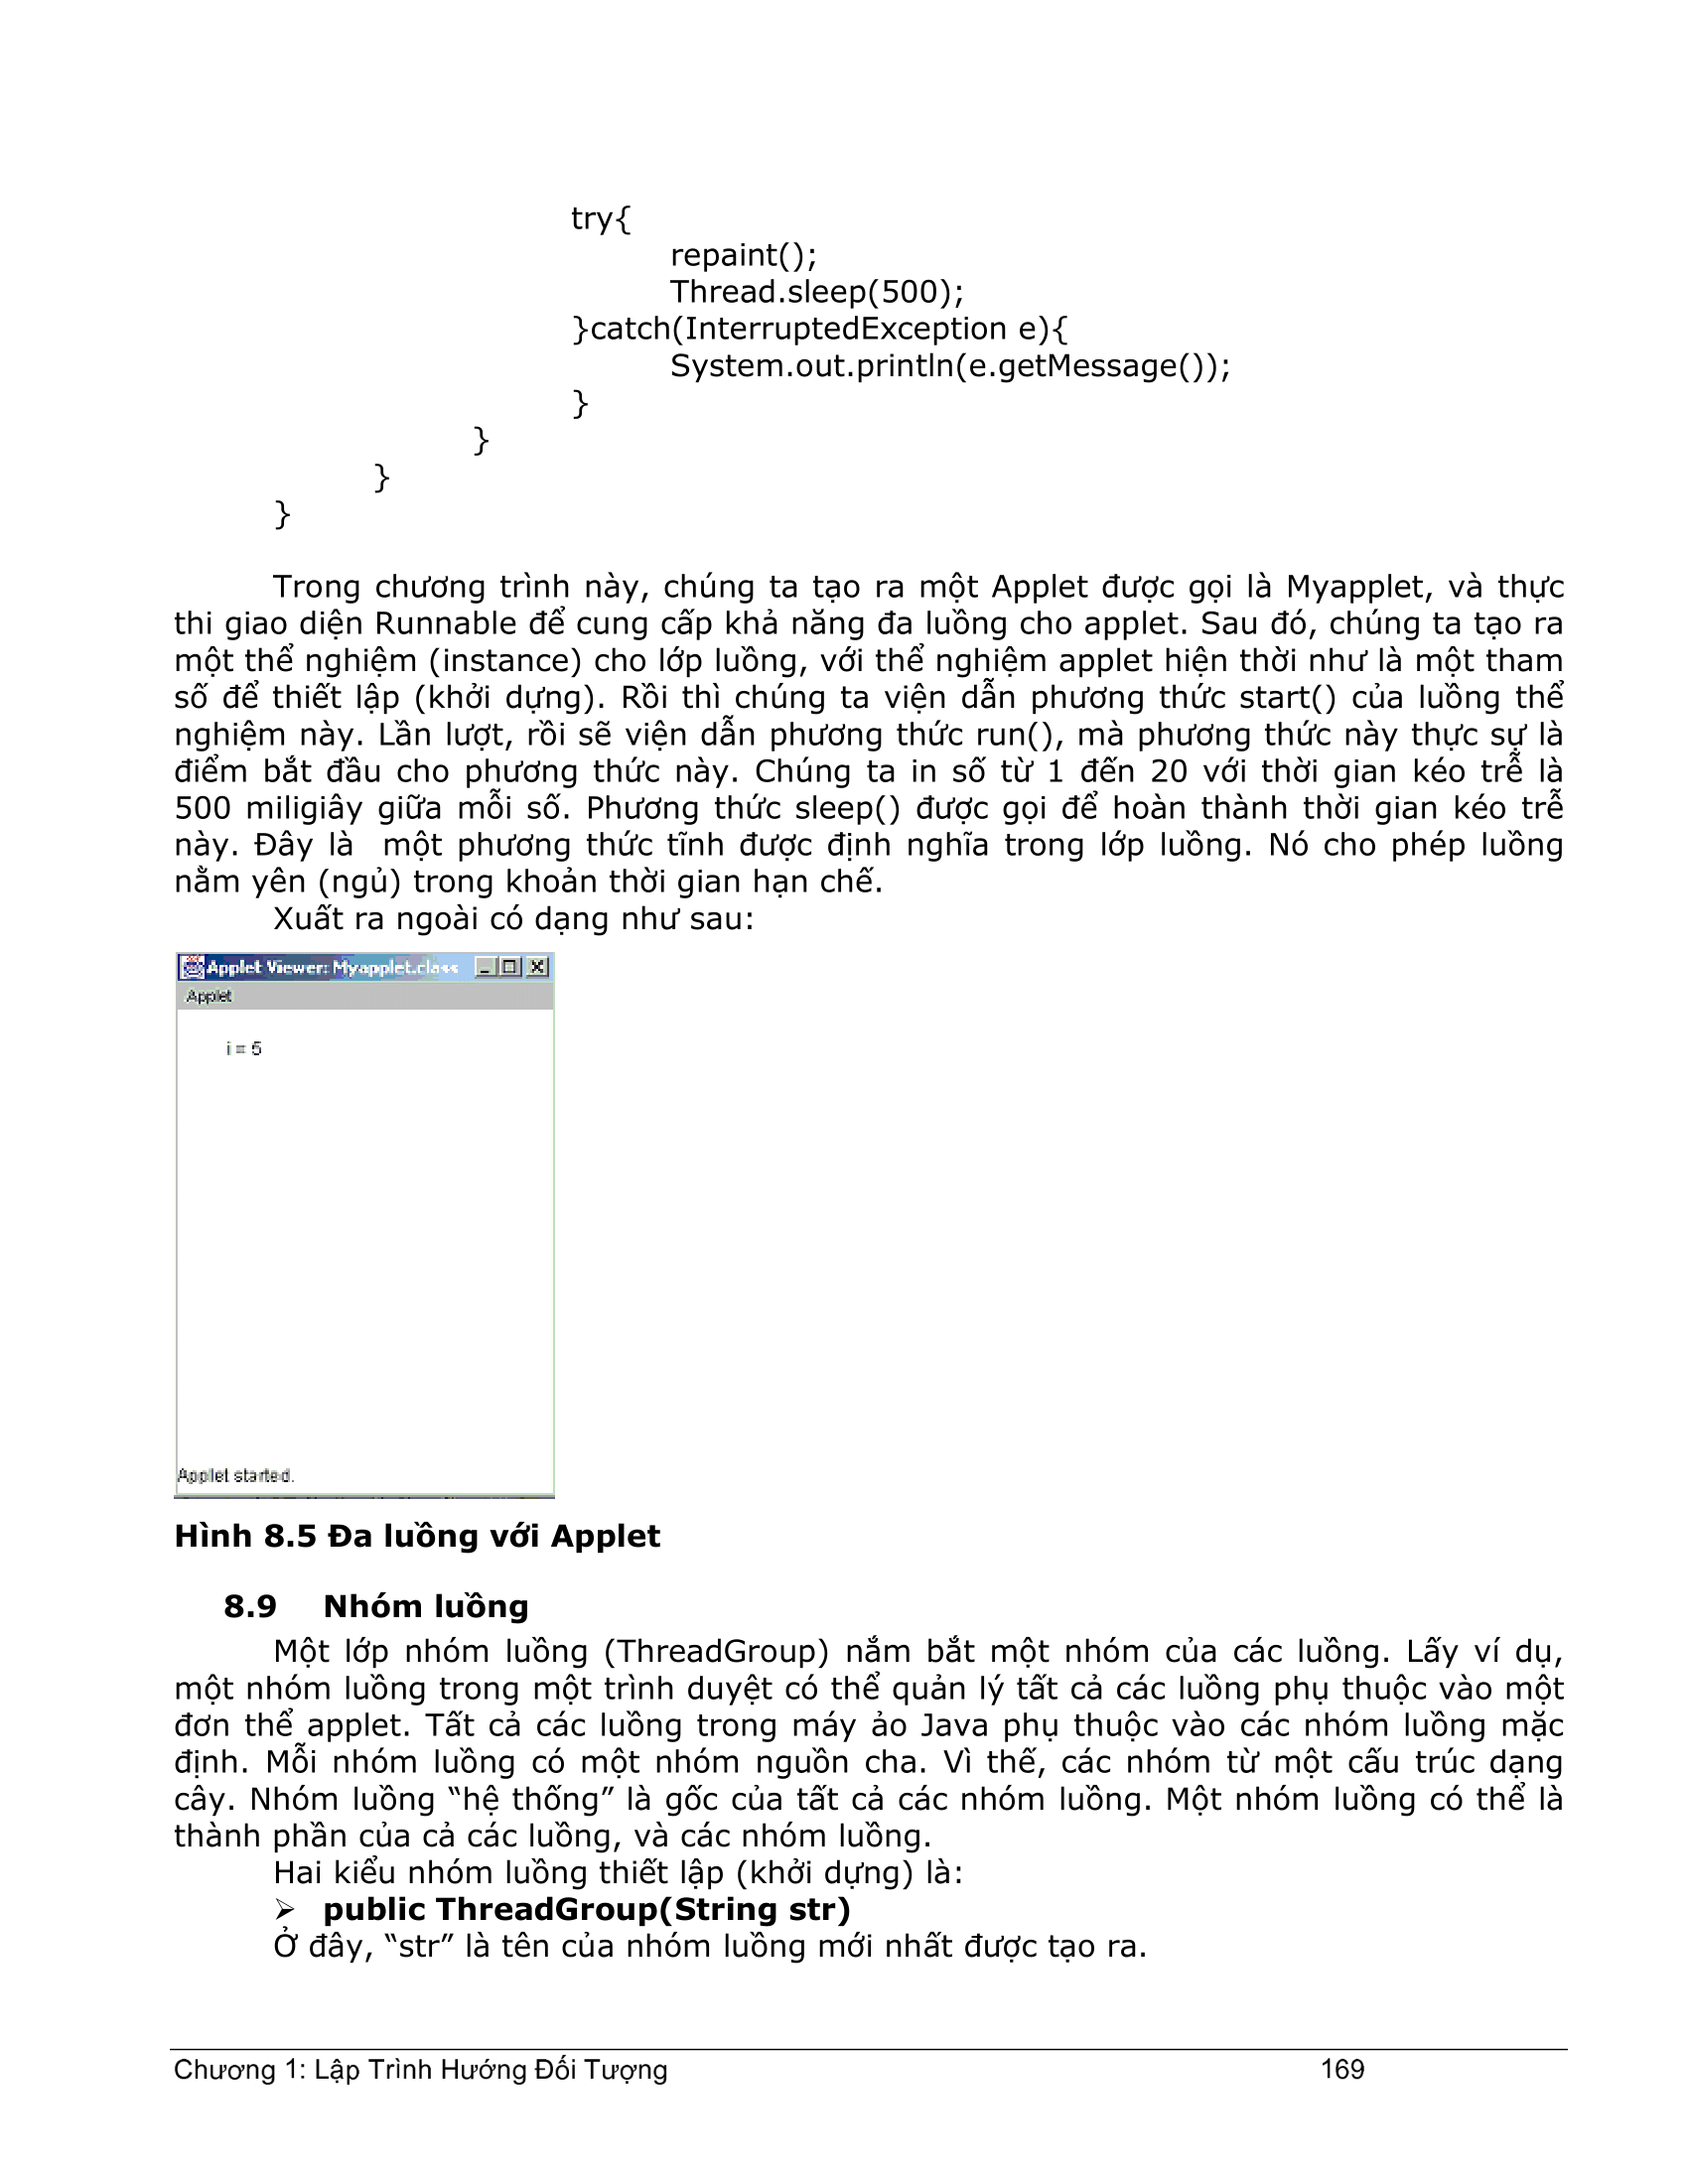 try{
repaint();
Thread.sleep(500);
}catch(InterruptedException e){
System.out.println(e.getMessage());
}
}
}
}
Trong chương trình này, chúng ta tạo ra một Applet được gọi là Myapplet, và thực
thi giao diện Runnable để cung cấp khả năng đa luồng cho applet. Sau đó, chúng ta tạo ra
một thể nghiệm (instance) cho lớp luồng, với thể nghiệm applet hiện thời như là một tham
số để thiết lập (khởi dựng). Rồi thì chúng ta viện dẫn phương thức start() của luồng thể
nghiệm này. Lần lượt, rồi sẽ viện dẫn phương thức run(), mà phương thức này thực sự là
điểm bắt đầu cho phương thức này. Chúng ta in số từ 1 đến 20 với thời gian kéo trễ là
500 miligiây giữa mỗi số. Phương thức sleep() được gọi để hoàn thành thời gian kéo trễ
này. Đây là một phương thức tĩnh được định nghĩa trong lớp luồng. Nó cho phép luồng
nằm yên (ngủ) trong khoản thời gian hạn chế.
Xuất ra ngoài có dạng như sau:
Applet Viewer: Myapplet.class
Applet
i = 5
Applet started.
Hình 8.5 Đa luồng với Applet
8.9 Nhóm luồng
Một lớp nhóm luồng (ThreadGroup) nắm bắt một nhóm của các luồng. Lấy ví dụ,
một nhóm luồng trong một trình duyệt có thể quản lý tất cả các luồng phụ thuộc vào một
đơn thể applet. Tất cả các luồng trong máy ảo Java phụ thuộc vào các nhóm luồng mặc
định. Mỗi nhóm luồng có một nhóm nguồn cha. Vì thế, các nhóm từ một cấu trúc dạng
cây. Nhóm luồng “hệ thống” là gốc của tất cả các nhóm luồng. Một nhóm luồng có thể là
thành phần của cả các luồng, và các nhóm luồng.
Hai kiểu nhóm luồng thiết lập (khởi dựng) là:
➢ public ThreadGroup(String str)
Ở đây, “str” là tên của nhóm luồng mới nhất được tạo ra.
Chương 1: Lập Trình Hướng Đối Tượng 169